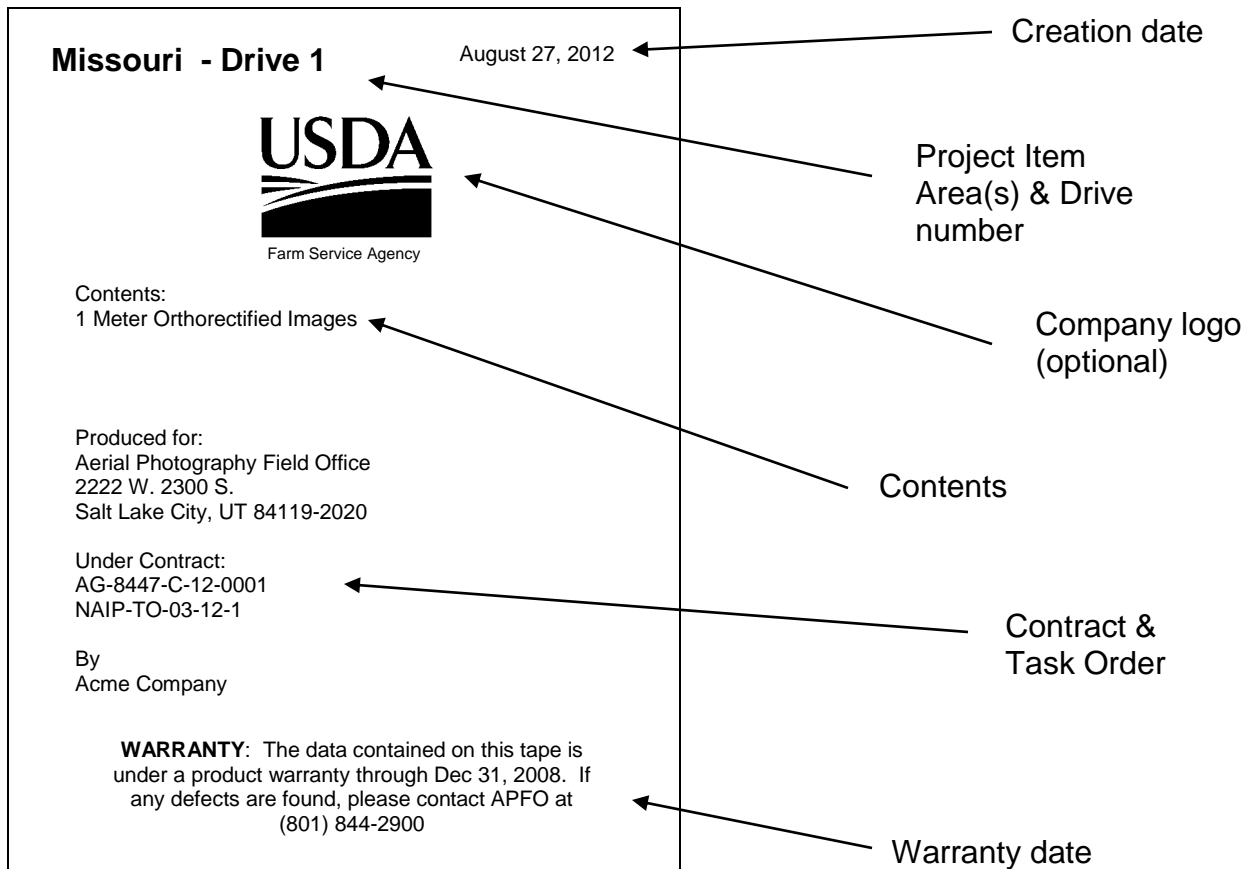 Missouri - Drive 1
August 27, 2012
USDA
Farm Service Agency
Contents:
1 Meter Orthorectified Images
Produced for:
Aerial Photography Field Office
2222 W. 2300 S.
Salt Lake City, UT 84119-2020
Under Contract:
AG-8447-C-12-0001
NAIP-TO-03-12-1
By
Acme Company
WARRANTY: The data contained on this tape is
under a product warranty through Dec 31, 2008. If
any defects are found, please contact APFO at
(801) 844-2900
Creation date
Project Item
Area(s) & Drive
number
Company logo
(optional)
Contents
Contract &
Task Order
Warranty date